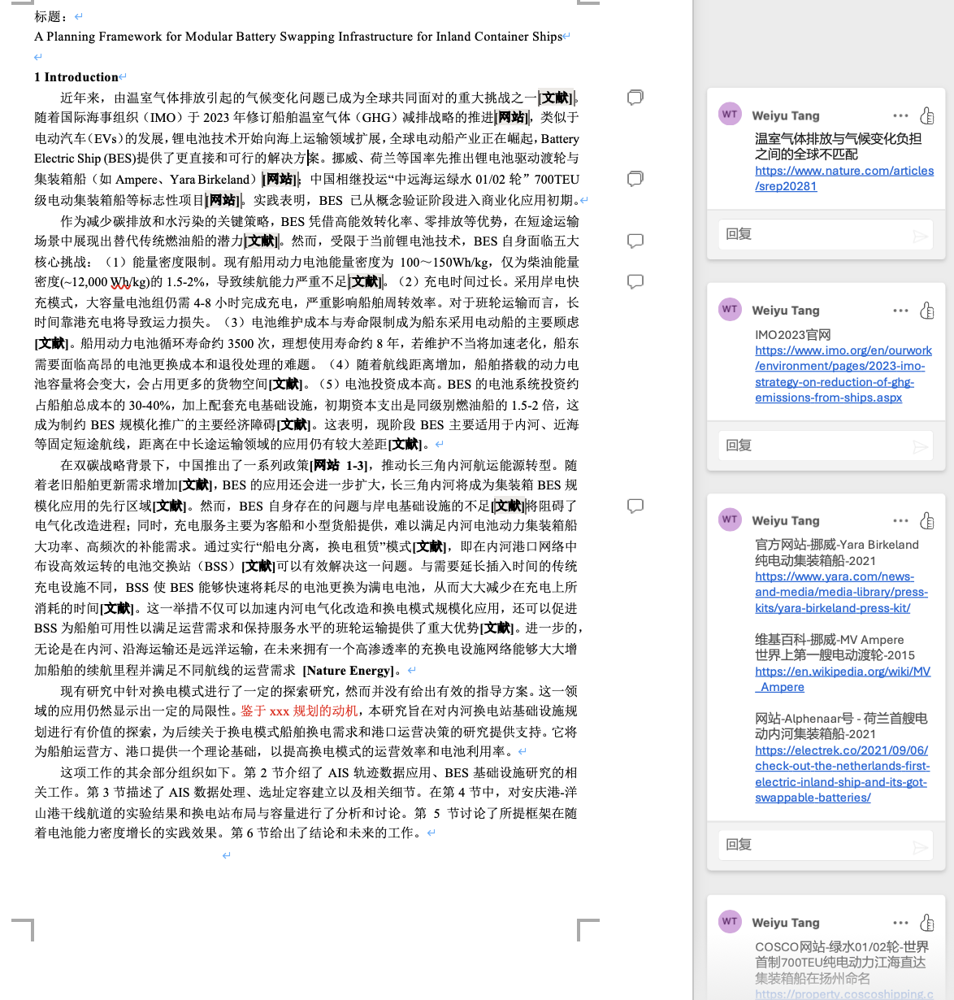 标题：
A Planning Framework for Modular Battery Swapping Infrastructure for Inland Container Ships
1 Introduction
近年来，由温室气体排放引起的气候变化问题已成为全球共同面对的重大挑战之一[文献]。
随着国际海事组织（IMO）于 2023 年修订船舶温室气体（GHG）减排战略的推进[网站]，类似于
电动汽车（EVs）的发展，锂电池技术开始向海上运输领域扩展，全球电动船产业正在崛起，Battery
Electric Ship (BES)提供了更直接和可行的解决方案。挪威、荷兰等国率先推出锂电池驱动渡轮与
集装箱船（如 Ampere、Yara Birkeland）[网站]；中国相继投运“中远海运绿水 01/02 轮” 700TEU
级电动集装箱船等标志性项目[网站]。实践表明，BES 已从概念验证阶段进入商业化应用初期。
作为减少碳排放和水污染的关键策略，BES 凭借高能效转化率、零排放等优势，在短途运输
场景中展现出替代传统燃油船的潜力[文献]。然而，受限于当前锂电池技术，BES 自身面临五大
核心挑战：（1）能量密度限制。现有船用动力电池能量密度为 100～150Wh/kg，仅为柴油能量
密度(~12,000 Wh/kg)的 1.5-2%，导致续航能力严重不足[文献]。（2）充电时间过长。采用岸电快
充模式，大容量电池组仍需 4-8 小时完成充电，严重影响船舶周转效率。对于班轮运输而言，长
时间靠港充电将导致运力损失。（3）电池维护成本与寿命限制成为船东采用电动船的主要顾虑
[文献]。船用动力电池循环寿命约 3500 次，理想使用寿命约 8 年，若维护不当将加速老化，船东
需要面临高昂的电池更换成本和退役处理的难题。（4）随着航线距离增加，船舶搭载的动力电
池容量将会变大，会占用更多的货物空间[文献]。（5）电池投资成本高。BES 的电池系统投资约
占船舶总成本的 30-40%，加上配套充电基础设施，初期资本支出是同级别燃油船的 1.5-2 倍，这
成为制约 BES 规模化推广的主要经济障碍[文献]。这表明，现阶段 BES 主要适用于内河、近海
等固定短途航线，距离在中长途运输领域的应用仍有较大差距[文献]。
在双碳战略背景下，中国推出了一系列政策[网站 1-3]，推动长三角内河航运能源转型。随
着老旧船舶更新需求增加[文献]，BES 的应用还会进一步扩大，长三角内河将成为集装箱 BES 规
模化应用的先行区域[文献]。然而，BES 自身存在的问题与岸电基础设施的不足[文献]将阻碍了
电气化改造进程；同时，充电服务主要为客船和小型货船提供，难以满足内河电池动力集装箱船
大功率、高频次的补能需求。通过实行“船电分离，换电租赁”模式[文献]，即在内河港口网络中
布设高效运转的电池交换站（BSS）[文献]可以有效解决这一问题。与需要延长插入时间的传统
充电设施不同，BSS 使 BES 能够快速将耗尽的电池更换为满电电池，从而大大减少在充电上所
消耗的时间[文献]。这一举措不仅可以加速内河电气化改造和换电模式规模化应用，还可以促进
BSS 为船舶可用性以满足运营需求和保持服务水平的班轮运输提供了重大优势[文献]。进一步的，
无论是在内河、沿海运输还是远洋运输，在未来拥有一个高渗透率的充换电设施网络能够大大增
加船舶的续航里程并满足不同航线的运营需求 [Nature Energy]。
现有研究中针对换电模式进行了一定的探索研究，然而并没有给出有效的指导方案。这一领
域的应用仍然显示出一定的局限性。鉴于 xxx 规划的动机，本研究旨在对内河换电站基础设施规
划进行有价值的探索，为后续关于换电模式船舶换电需求和港口运营决策的研究提供支持。它将
为船舶运营方、港口提供一个理论基础，以提高换电模式的运营效率和电池利用率。
这项工作的其余部分组织如下。第 2 节介绍了 AIS 轨迹数据应用、BES 基础设施研究的相
关工作。第 3 节描述了 AIS 数据处理、选址定容建立以及相关细节。在第 4 节中，对安庆港-洋
山港干线航道的实验结果和换电站布局与容量进行了分析和讨论。第 5 节讨论了所提框架在随
着电池能力密度增长的实践效果。第 6 节给出了结论和未来的工作。
WT Weiyu Tang
温室气体排放与气候变化负担
之间的全球不匹配
https://www.nature.com/articles
/srep20281
回复
WT Weiyu Tang
IMO2023官网
https://www.imo.org/en/ourwork
/environment/pages/2023-imo-
strategy-on-reduction-of-ghg-
emissions-from-ships.aspx
回复
WT Weiyu Tang
官方网站-挪威-Yara Birkeland
纯电动集装箱船-2021
https://www.yara.com/news-
and-media/media-library/press-
kits/yara-birkeland-press-kit/
维基百科-挪威-MV Ampere
世界上第一艘电动渡轮-2015
https://en.wikipedia.org/wiki/MV
_Ampere
网站-Alphenaar号 - 荷兰首艘电
动内河集装箱船-2021
https://electrek.co/2021/09/06/
check-out-the-netherlands-first-
electric-inland-ship-and-its-got-
swappable-batteries/
回复
WT Weiyu Tang
COSCO网站-绿水01/02轮-世界
首制700TEU纯电动力江海直达
集装箱船在扬州命名
https://property.coscoshipping.c